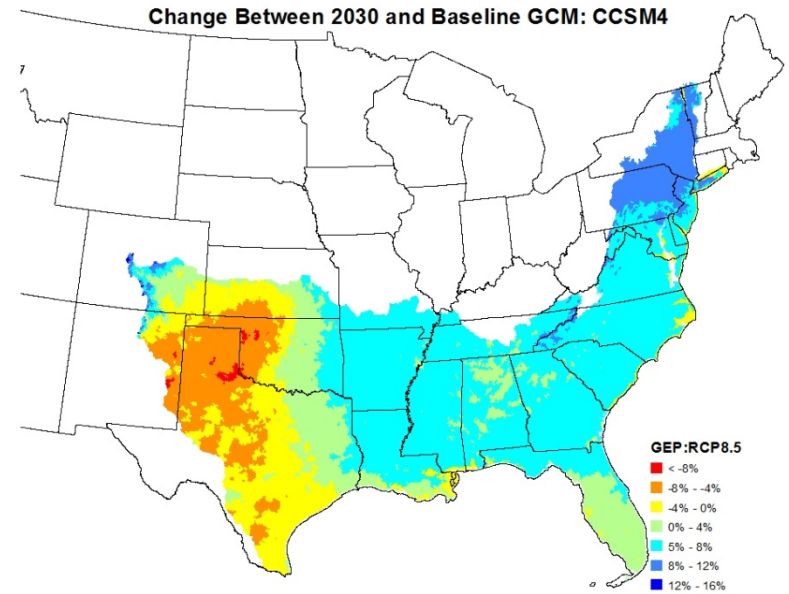 Change Between 2030 and Baseline GCM: CCSM4
7
GEP:RCP8.5
< -8%
-8% - -4%
-4% - 0%
0% - 4%
5% - 8%
8% - 12%
12% - 16%